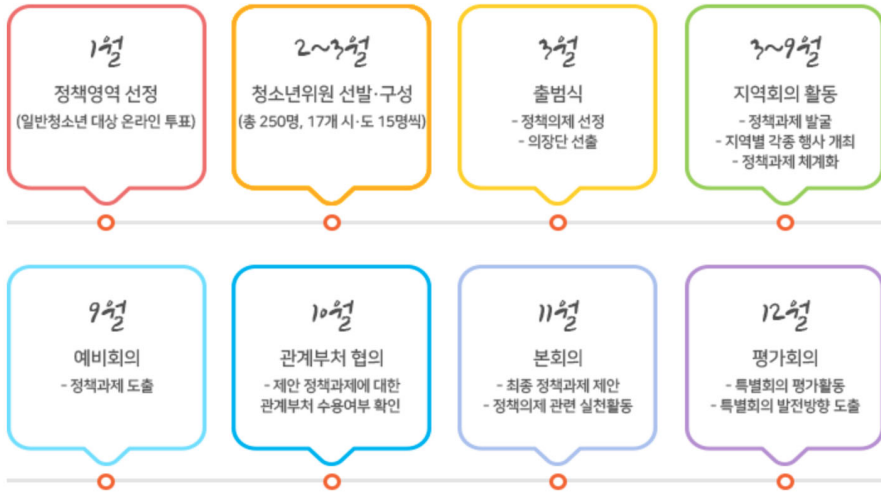 1월
정책영역 선정
(일반청소년 대상 온라인 투표)
2~3월
청소년위원 선발·구성
(총 250명, 17개 시·도 15명씩)
3월
출범식
- 정책의제 선정
- 의장단 선출
3~9월
지역회의 활동
- 정책과제 발굴
- 지역별 각종 행사 개최
- 정책과제 체계화
9월
예비회의
- 정책과제 도출
10월
관계부처 협의
- 제안 정책과제에 대한
관계부처 수용여부 확인
11월
본회의
- 최종 정책과제 제안
- 정책의제 관련 실천활동
12월
평가회의
- 특별회의 평가활동
- 특별회의 발전방향 도출